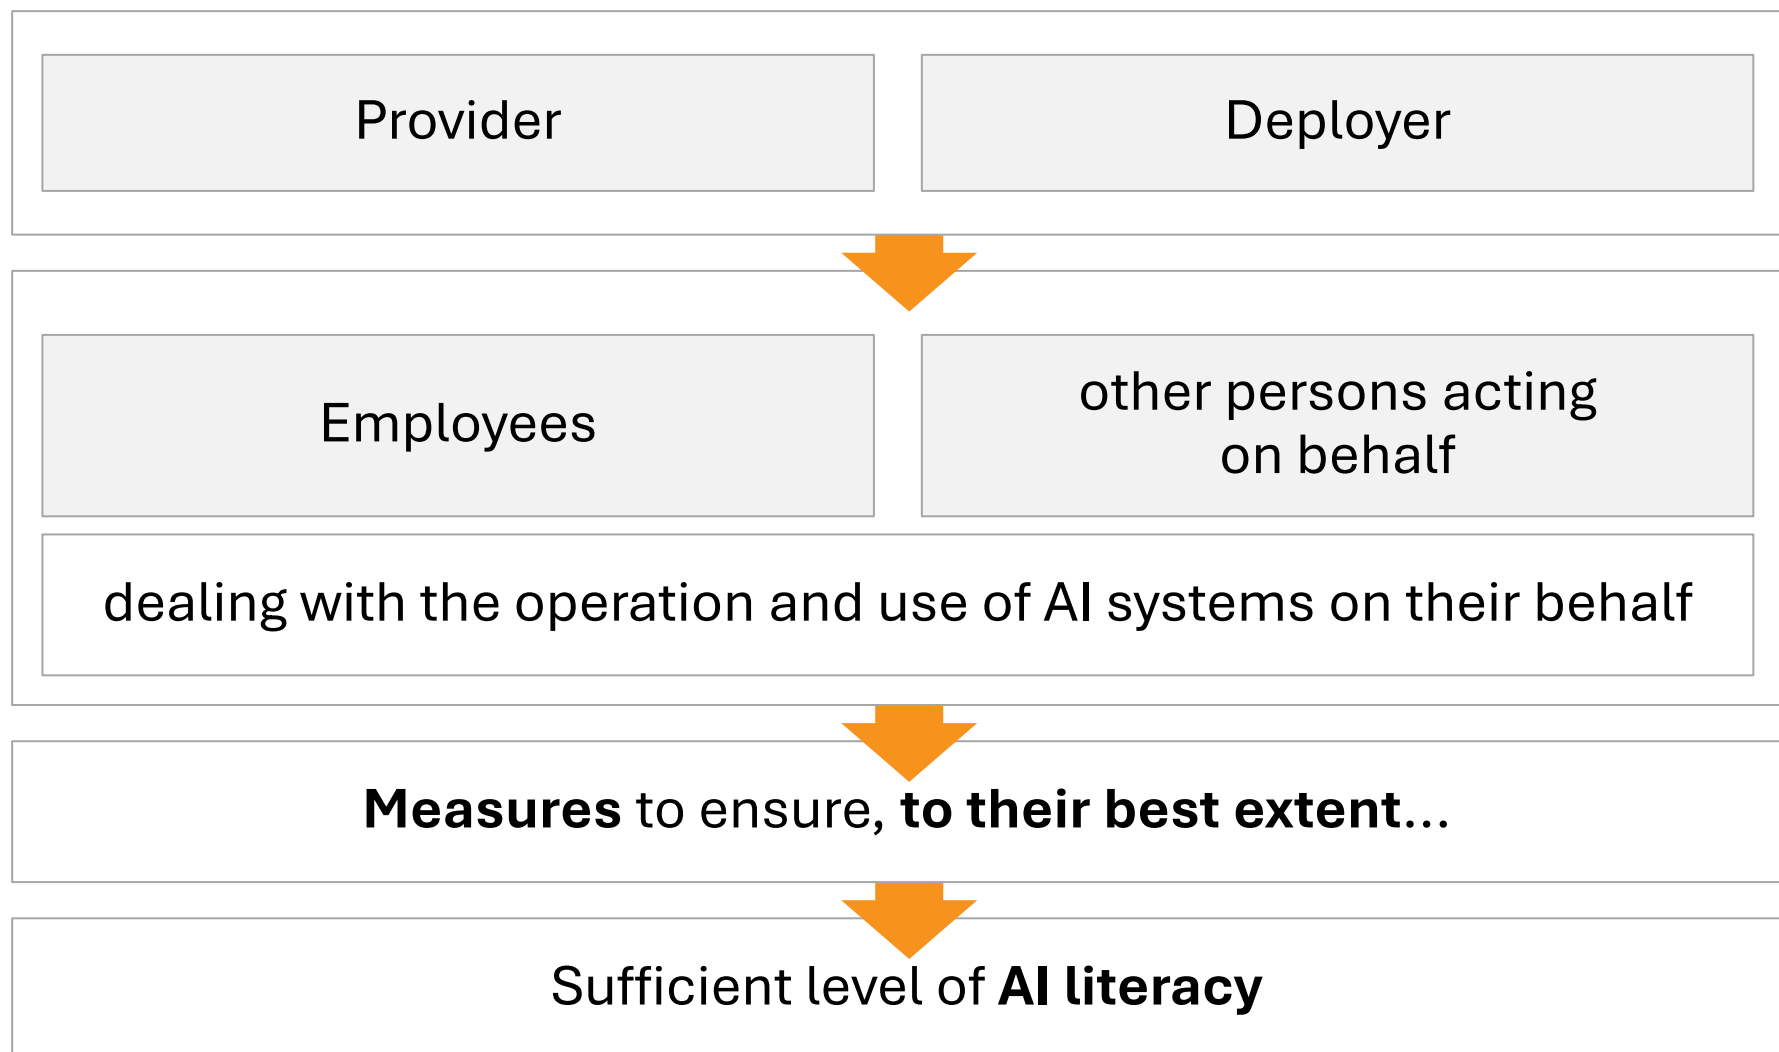 Provider
Deployer
Employees
other persons acting
on behalf
dealing with the operation and use of AI systems on their behalf
Measures to ensure, to their best extent...
Sufficient level of AI literacy